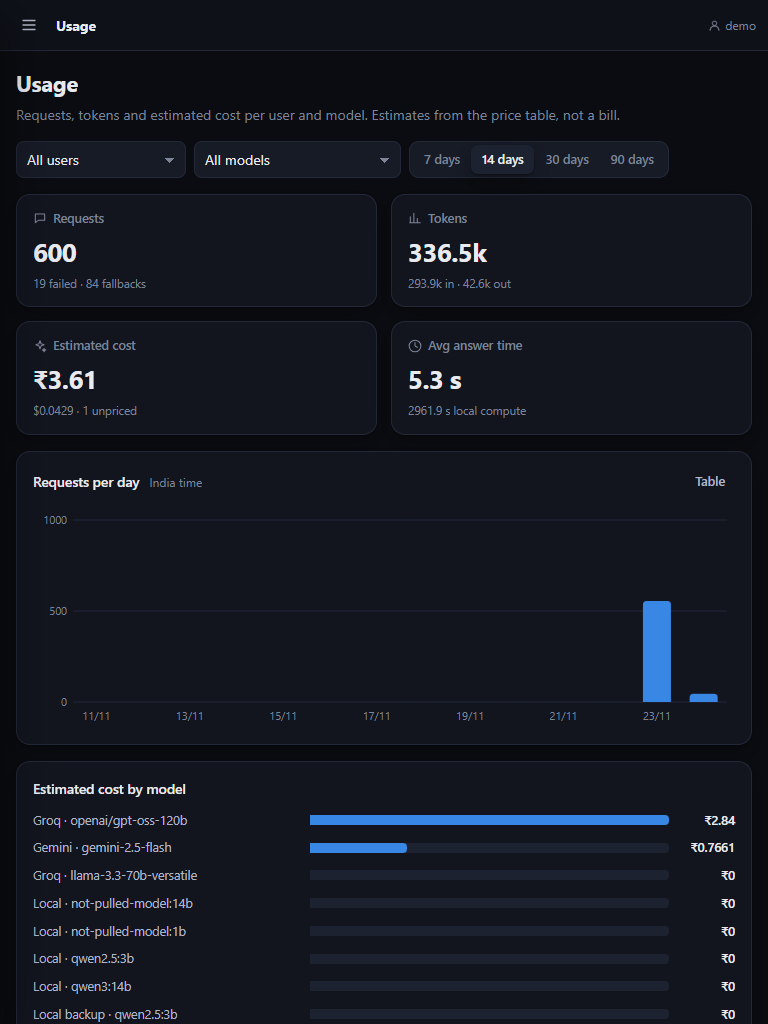 Usage
demo
Usage
Requests, tokens and estimated cost per user and model. Estimates from the price table, not a bill.
All users
All models
7 days
14 days
30 days
90 days
Requests
600
19 failed · 84 fallbacks
Tokens
336.5k
293.9k in · 42.6k out
Estimated cost
₹3.61
$0.0429 · 1 unpriced
Avg answer time
5.3 s
2961.9 s local compute
Requests per day India time
Table
1000
500
0
11/11 13/11 15/11 17/11 19/11 21/11 23/11
Estimated cost by model
Groq · openai/gpt-oss-120b ₹2.84
Gemini · gemini-2.5-flash ₹0.7661
Groq · llama-3.3-70b-versatile ₹0
Local · not-pulled-model:14b ₹0
Local · not-pulled-model:1b ₹0
Local · qwen2.5:3b ₹0
Local · qwen3:14b ₹0
Local backup · qwen2.5:3b ₹0